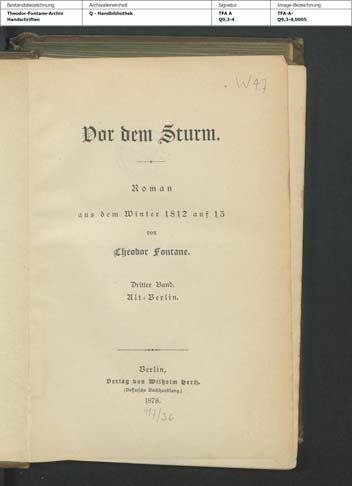 Bestandsbezeichnung Archivalieneinheit Signatur Image-Bezeichnung
Theodor-Fontane-Archiv Q - Handbibliothek TFA A TFA-A-
Handschriften Q9,3-4 Q9,3-4,0005
W47
Vor dem Sturm.
Roman
aus dem Winter 1812 auf 13
von
Theodor Fontane.
Dritter Band.
Alt-Berlin.
Berlin,
Verlag von Wilhelm Hertz.
(Bessersche Buchhandlung.)
1878.
117/36